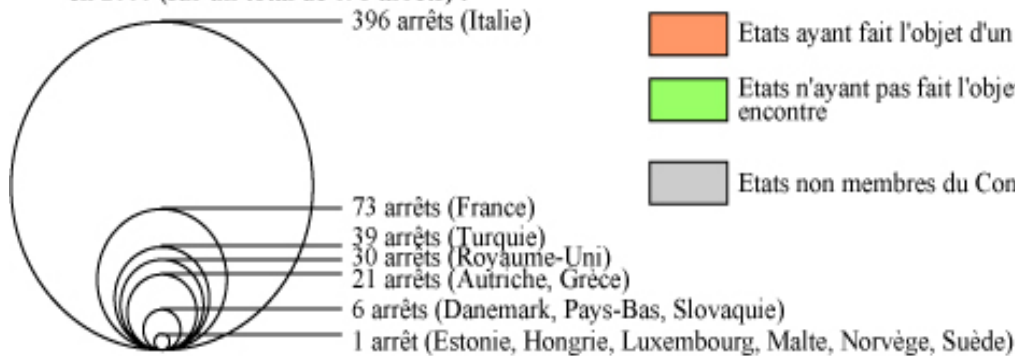 396 arrêts (Italie)
73 arrêts (France)
39 arrêts (Turquie)
30 arrêts (Royaume-Uni)
21 arrêts (Autriche, Grèce)
6 arrêts (Danemark, Pays-Bas, Slovaquie)
1 arrêt (Estonie, Hongrie, Luxembourg, Malte, Norvège, Suède)
Etats ayant fait l'objet d'un
Etats n'ayant pas fait l'obje
encontre
Etats non membres du Con